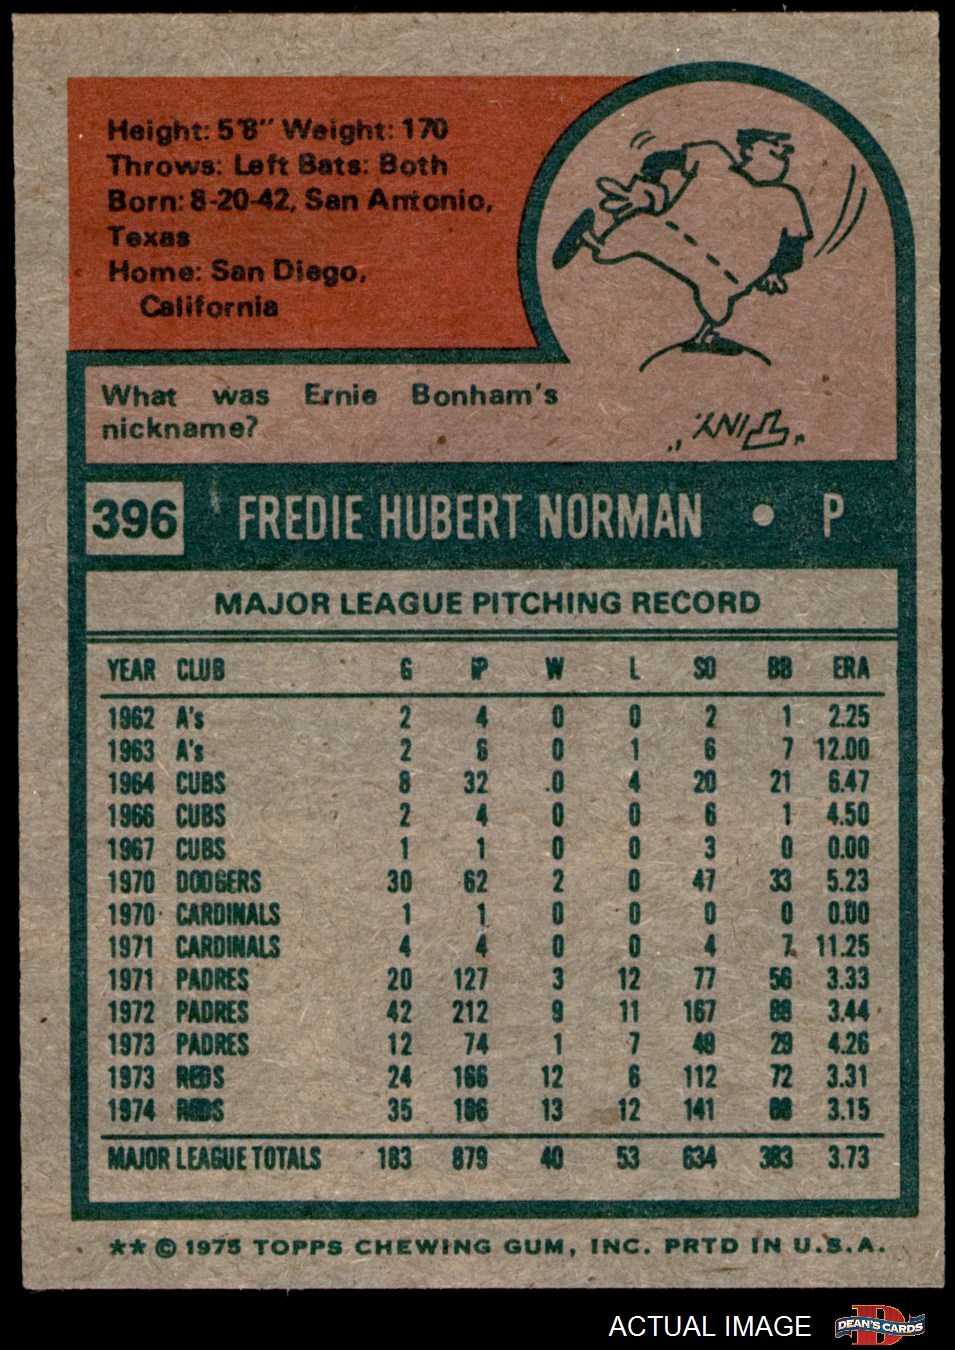 Height: 5'8" Weight: 170
Throws: Left Bats: Both
Born: 8-20-42, San Antonio,
Texas
Home: San Diego,
California
What was Ernie Bonham's
nickname?
"TINY"
396 FREDIE HUBERT NORMAN • P
MAJOR LEAGUE PITCHING RECORD
YEAR CLUB G IP W L SO BB ERA
1962 A's 2 4 0 0 2 1 2.25
1963 A's 2 6 0 1 6 7 12.00
1964 CUBS 8 32 0 4 20 21 6.47
1966 CUBS 2 4 0 0 6 1 4.50
1967 CUBS 1 1 0 0 3 0 0.00
1970 DODGERS 30 62 2 0 47 33 5.23
1970 CARDINALS 1 1 0 0 0 0 0.00
1971 CARDINALS 4 4 0 0 4 7 11.25
1971 PADRES 20 127 3 12 77 56 3.33
1972 PADRES 42 212 9 11 167 88 3.44
1973 PADRES 12 74 1 7 49 29 4.26
1973 REDS 24 166 12 6 112 72 3.31
1974 REDS 35 186 13 12 141 3.15
MAJOR LEAGUE TOTALS 183 879 40 53 634 383 3.73
** © 1975 TOPPS CHEWING GUM, INC. PRTD IN U.S.A.
ACTUAL IMAGE
D
DEAN'S CARDS